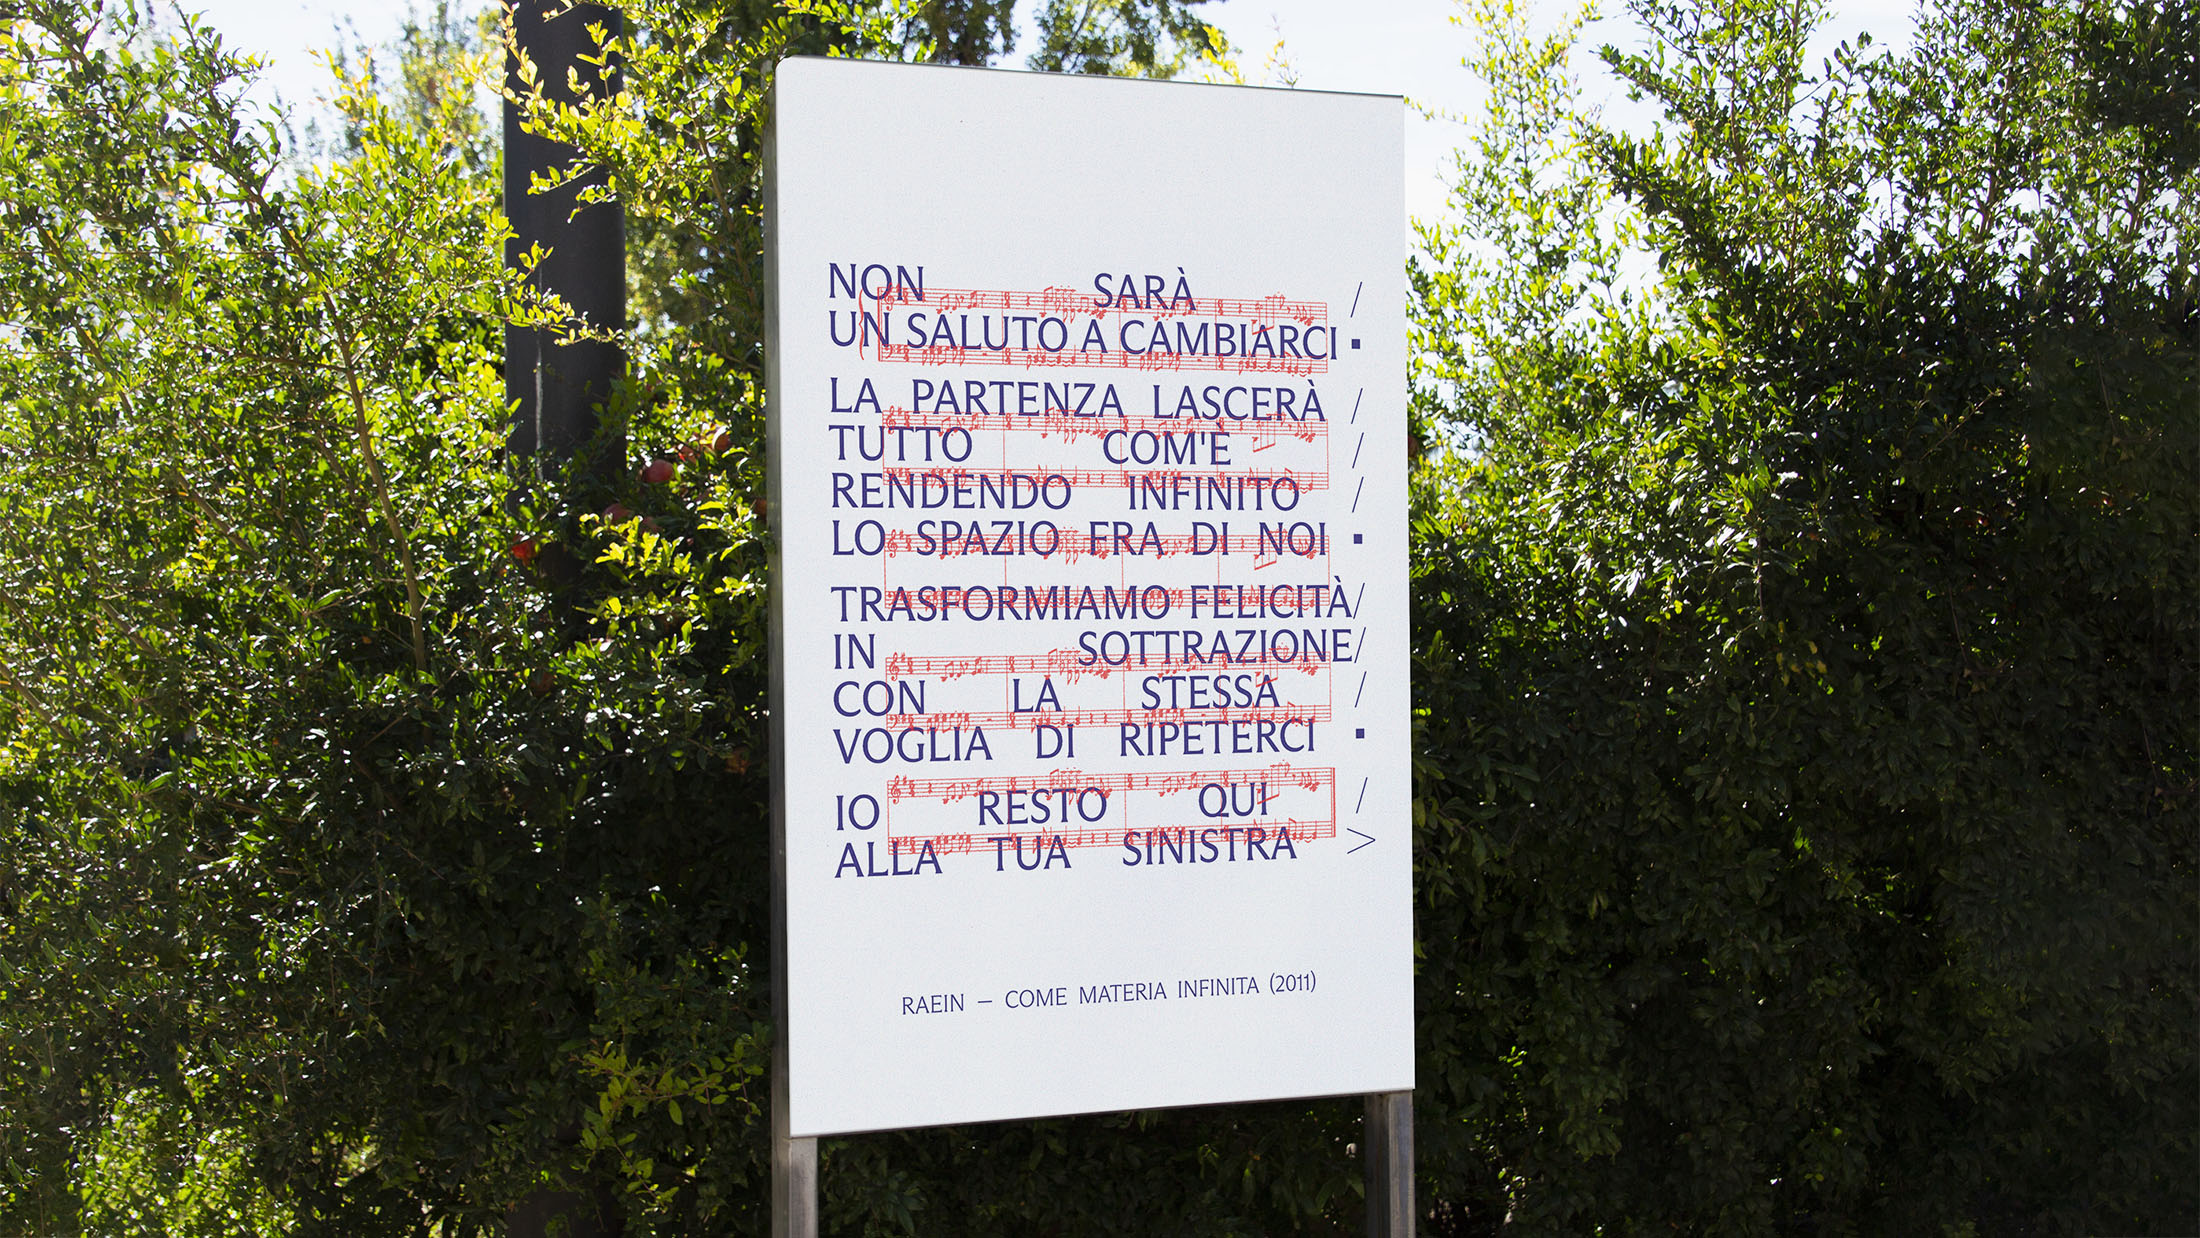 NON SARÀ /
UN SALUTO A CAMBIARCI ▪
LA PARTENZA LASCERÀ /
TUTTO COM'È /
RENDENDO INFINITO /
LO SPAZIO FRA DI NOI ▪
TRASFORMIAMO FELICITÀ/
IN SOTTRAZIONE/
CON LA STESSA /
VOGLIA DI RIPETERCI ▪
IO RESTO QUI /
ALLA TUA SINISTRA >
RAEIN – COME MATERIA INFINITA (2011)